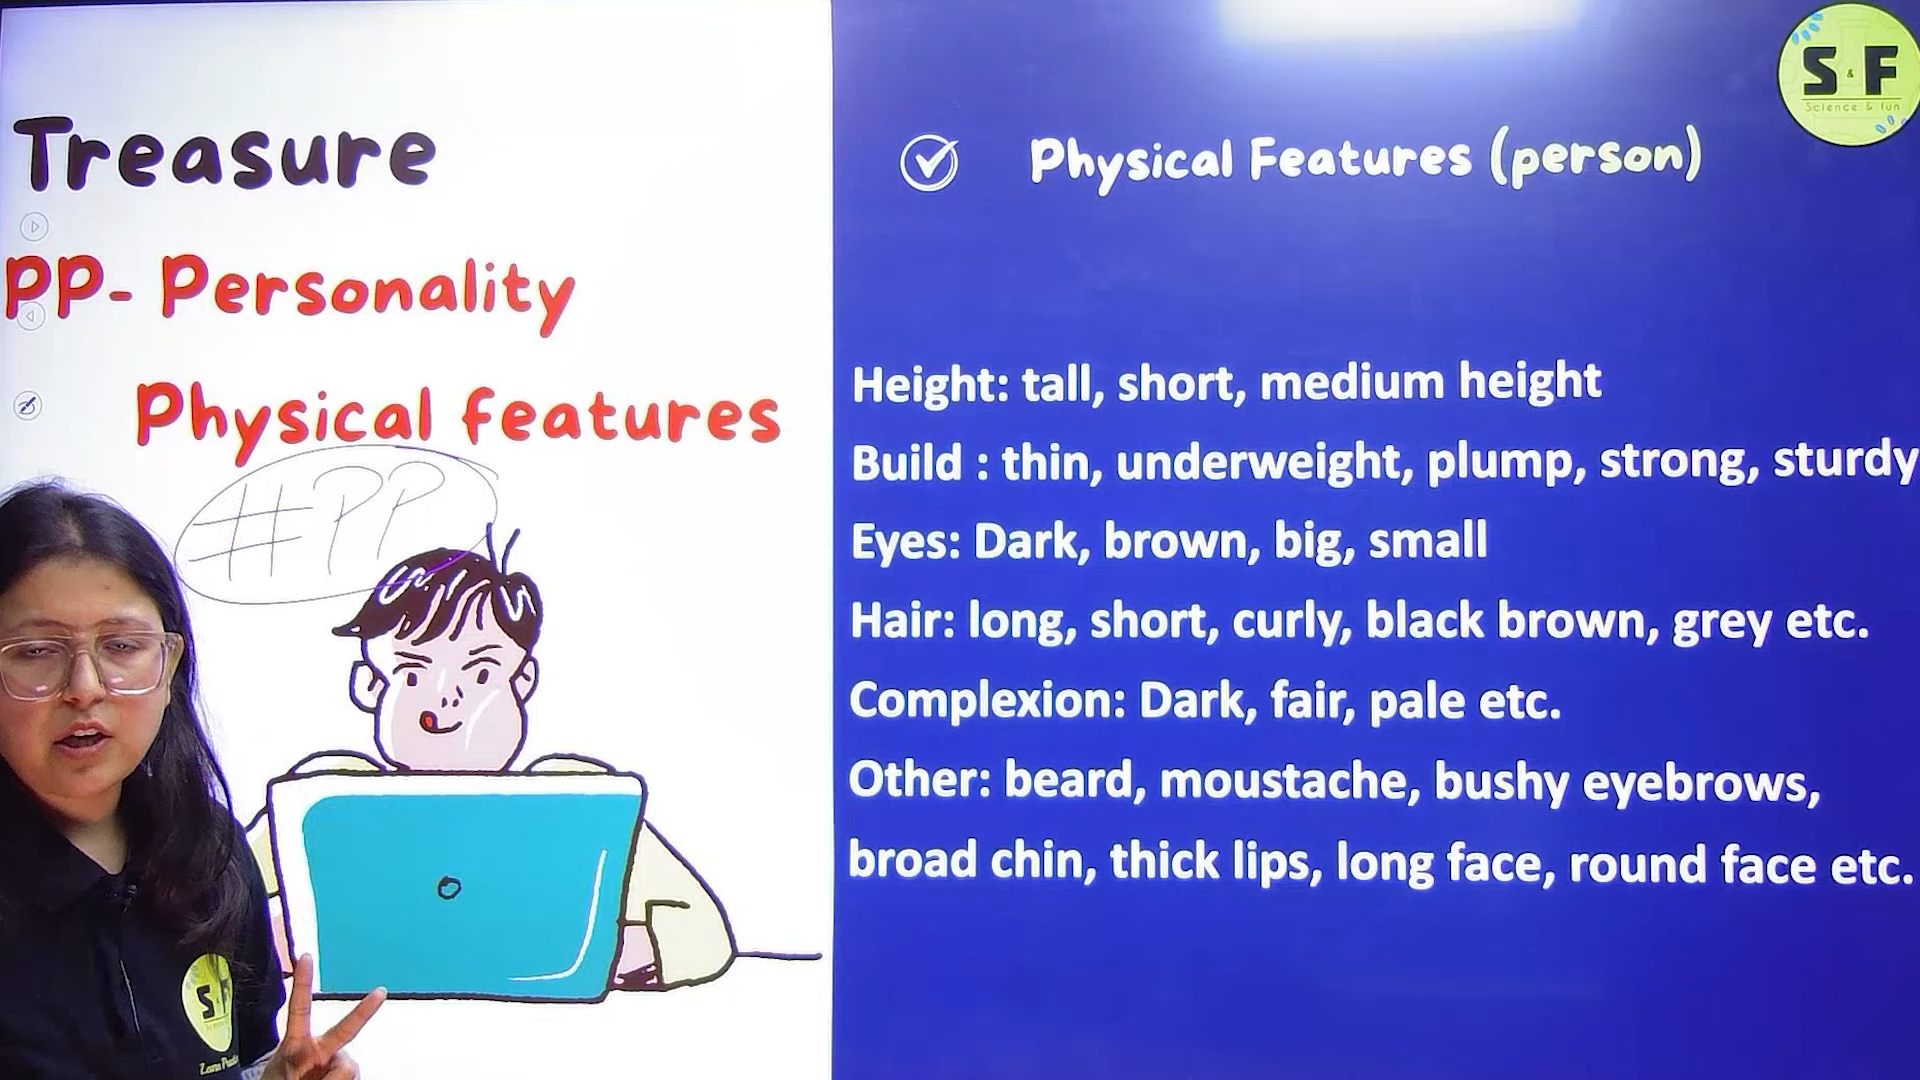 Treasure
PP- Personality
Physical features
#PP
S & F
Science & fun
Physical Features (person)
Height: tall, short, medium height
Build : thin, underweight, plump, strong, sturdy
Eyes: Dark, brown, big, small
Hair: long, short, curly, black brown, grey etc.
Complexion: Dark, fair, pale etc.
Other: beard, moustache, bushy eyebrows,
broad chin, thick lips, long face, round face etc.
S F